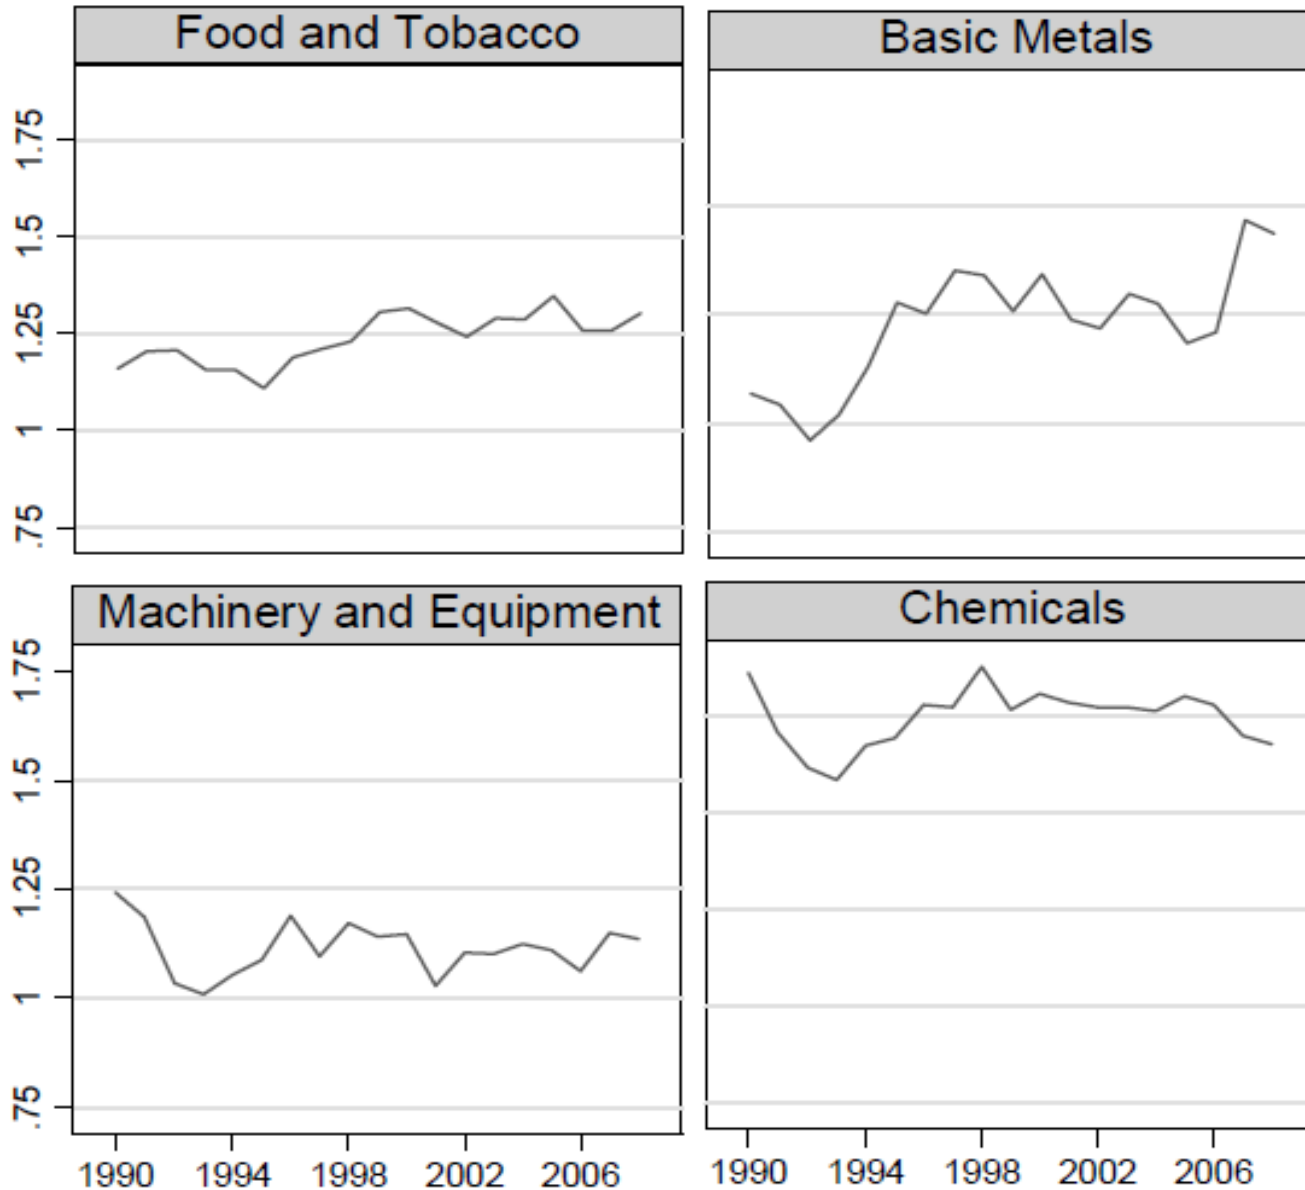 Food and Tobacco
Basic Metals
1.75
1.5
1.25
1
.75
Machinery and Equipment
Chemicals
1.75
1.5
1.25
1
.75
1990 1994 1998 2002 2006
1990 1994 1998 2002 2006